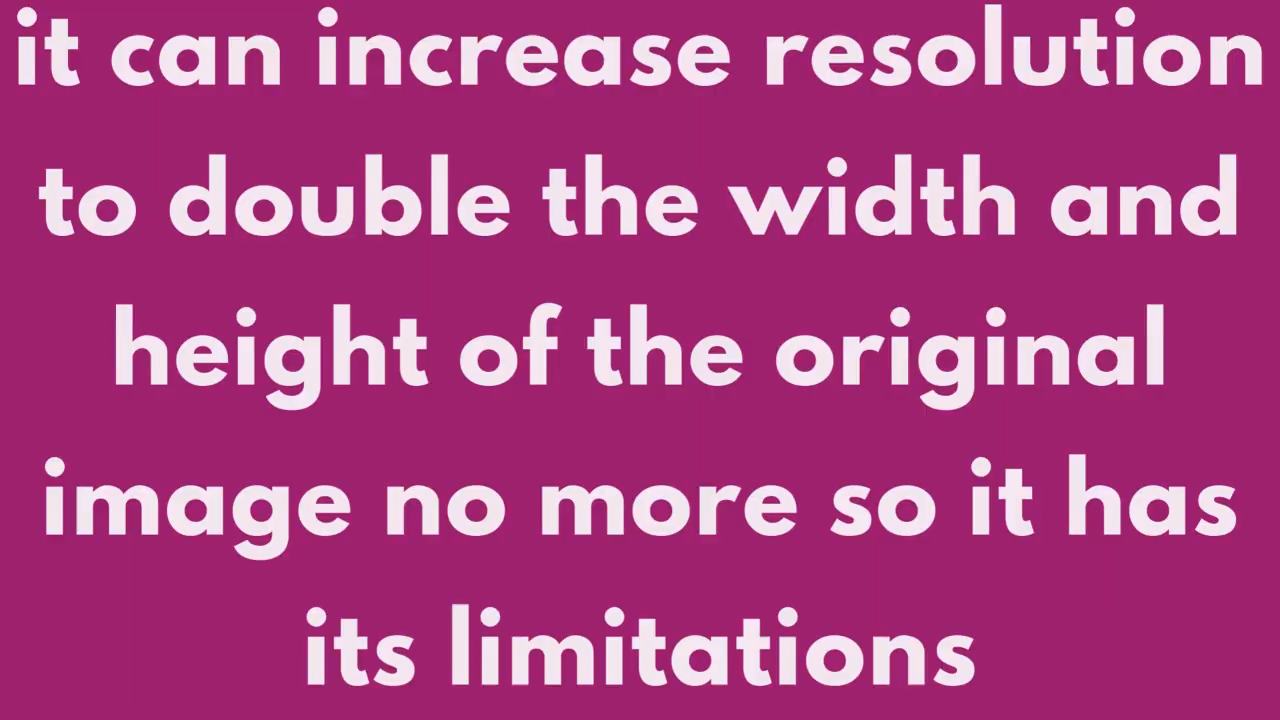 it can increase resolution
to double the width and
height of the original
image no more so it has
its limitations